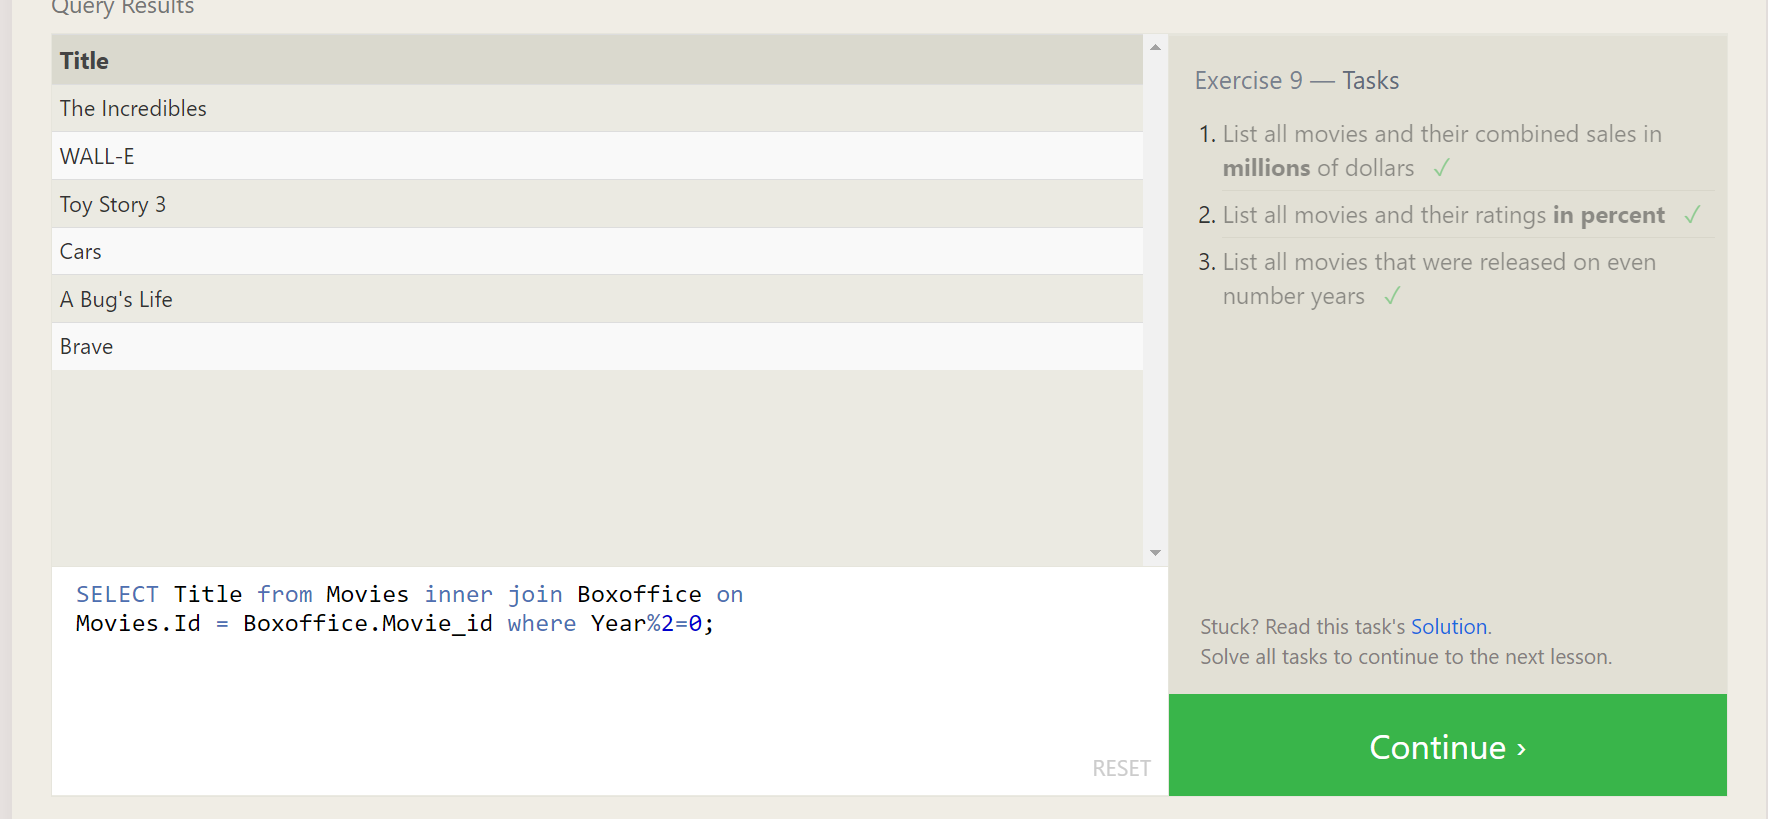 Query Results
Title
The Incredibles
WALL-E
Toy Story 3
Cars
A Bug's Life
Brave
SELECT Title from Movies inner join Boxoffice on
Movies.Id = Boxoffice.Movie_id where Year%2=0;
RESET
Exercise 9 — Tasks
1. List all movies and their combined sales in
millions of dollars ✓
2. List all movies and their ratings in percent ✓
3. List all movies that were released on even
number years ✓
Stuck? Read this task's Solution.
Solve all tasks to continue to the next lesson.
Continue ›